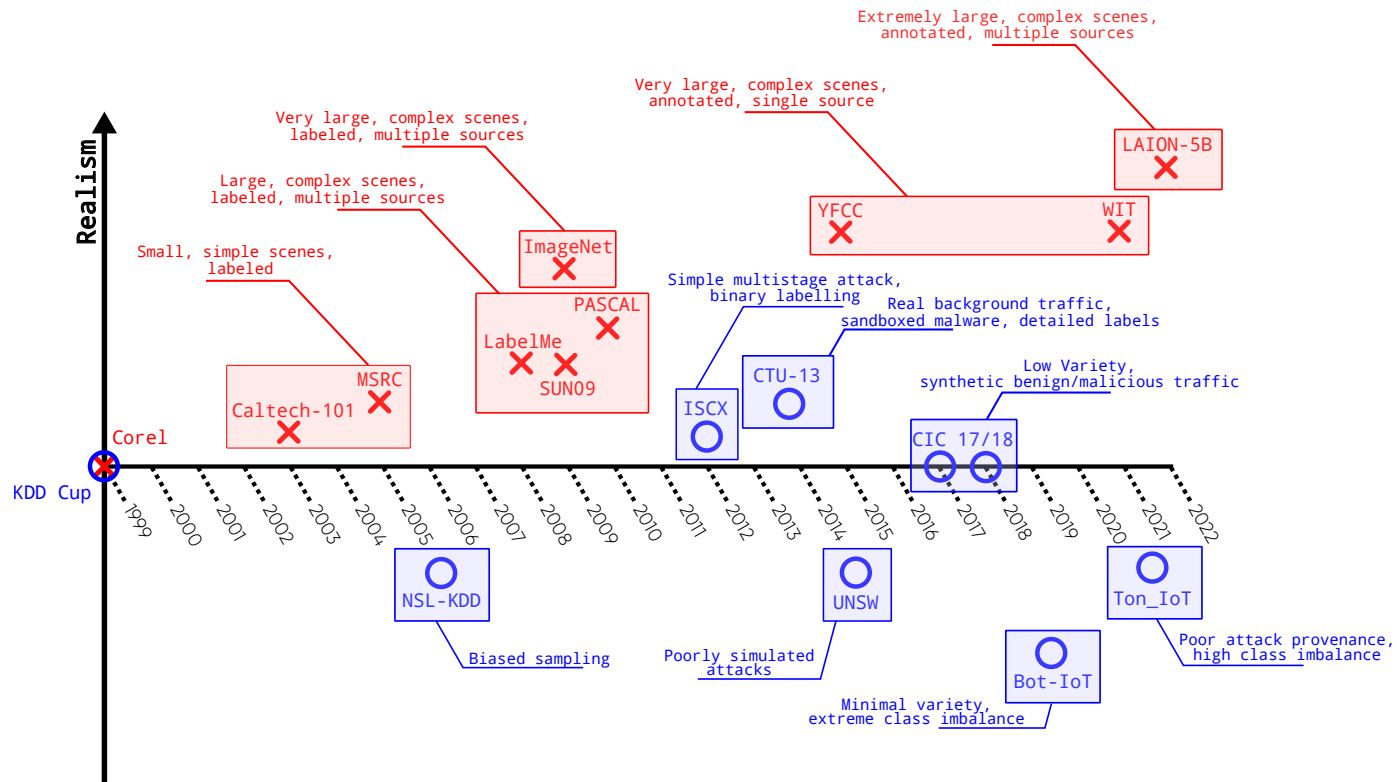 Extremely large, complex scenes,
annotated, multiple sources
Very large, complex scenes,
annotated, single source
Very large, complex scenes,
labeled, multiple sources
Large, complex scenes,
labeled, multiple sources
Small, simple scenes,
labeled
Realism
LAION-5B
YFCC
WIT
ImageNet
PASCAL
LabelMe
SUN09
MSRC
Caltech-101
Corel
KDD Cup
Simple multistage attack,
binary labelling
Real background traffic,
sandboxed malware, detailed labels
Low Variety,
synthetic benign/malicious traffic
CTU-13
ISCX
CIC 17/18
1999
2000
2001
2002
2003
2004
2005
2006
2007
2008
2009
2010
2011
2012
2013
2014
2015
2016
2017
2018
2019
2020
2021
2022
NSL-KDD
Biased sampling
UNSW
Poorly simulated
attacks
Ton_IoT
Poor attack provenance,
high class imbalance
Bot-IoT
Minimal variety,
extreme class imbalance